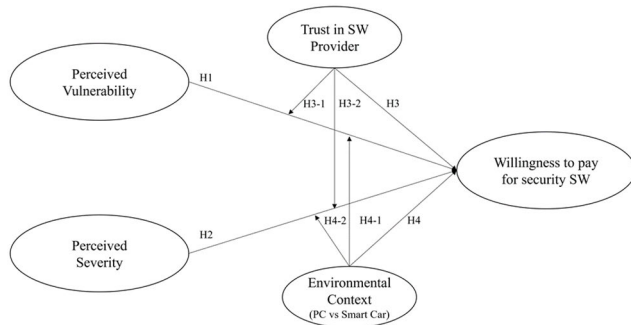 Trust in SW
Provider
Perceived
Vulnerability
H1
H3-1
H3-2
H3
Willingness to pay
for security SW
H2
H4-2
H4-1
H4
Perceived
Severity
Environmental
Context
(PC vs Smart Car)